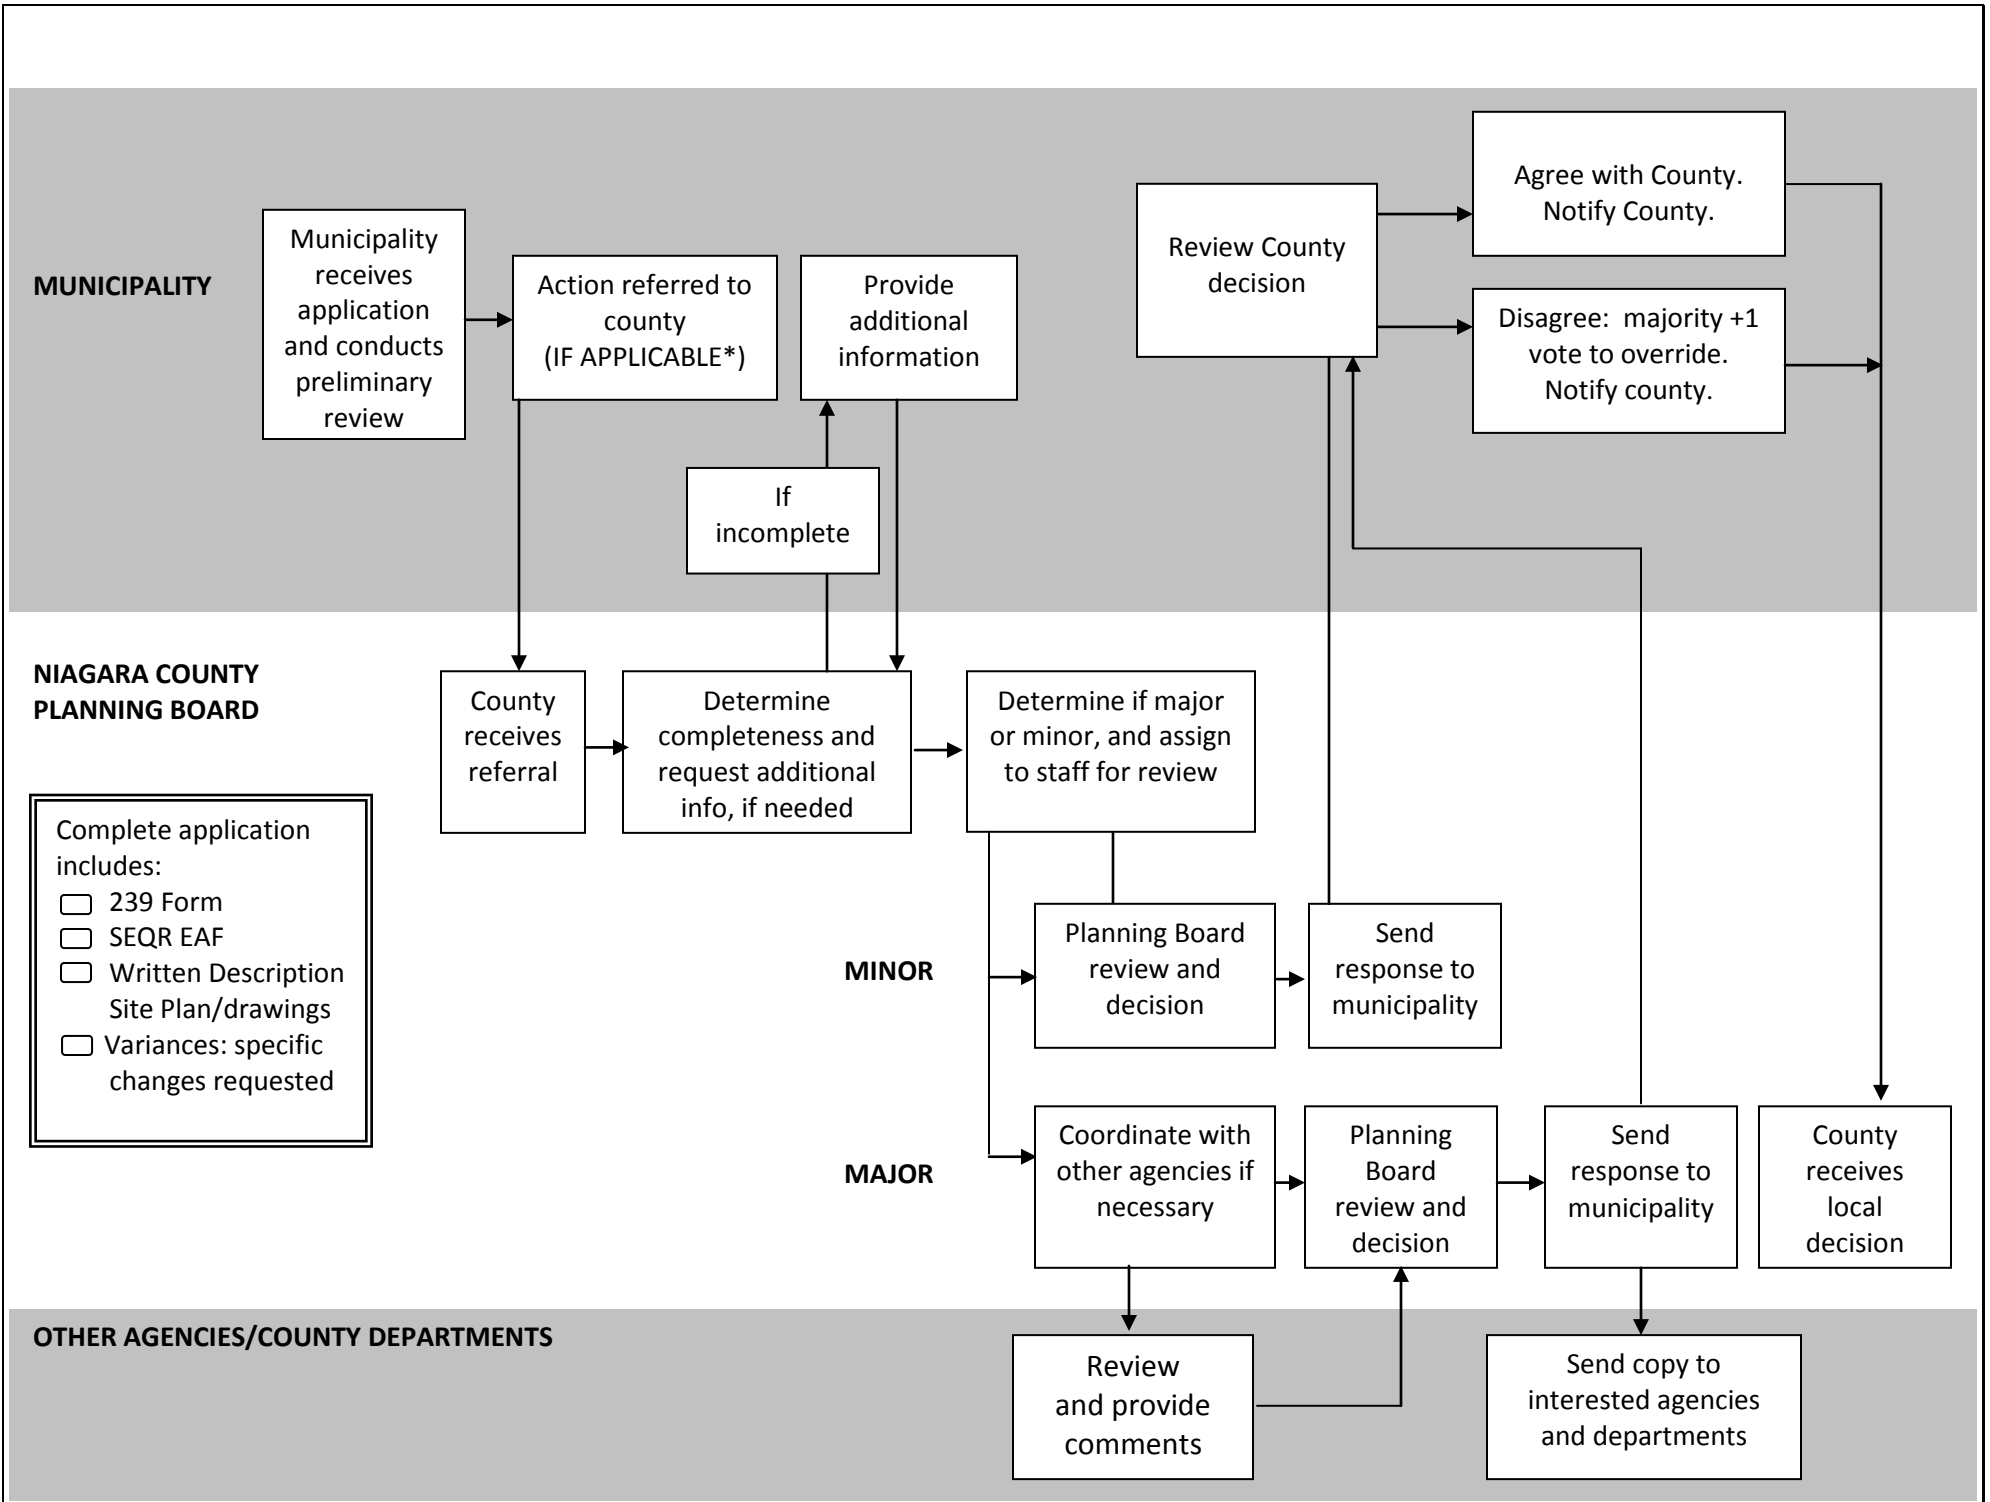 MUNICIPALITY
Municipality
receives
application
and conducts
preliminary
review
Action referred to
county
(IF APPLICABLE*)
Provide
additional
information
If
incomplete
Review County
decision
Agree with County.
Notify County.
Disagree:  majority +1
vote to override.
Notify county.
NIAGARA COUNTY
PLANNING BOARD
County
receives
referral
Determine
completeness and
request additional
info, if needed
Determine if major
or minor, and assign
to staff for review
Complete application
includes:
239 Form
SEQR EAF
Written Description
Site Plan/drawings
Variances: specific
changes requested
MINOR
Planning Board
review and
decision
Send
response to
municipality
MAJOR
Coordinate with
other agencies if
necessary
Planning
Board
review and
decision
Send
response to
municipality
County
receives
local
decision
OTHER AGENCIES/COUNTY DEPARTMENTS
Review
and provide
comments
Send copy to
interested agencies
and departments